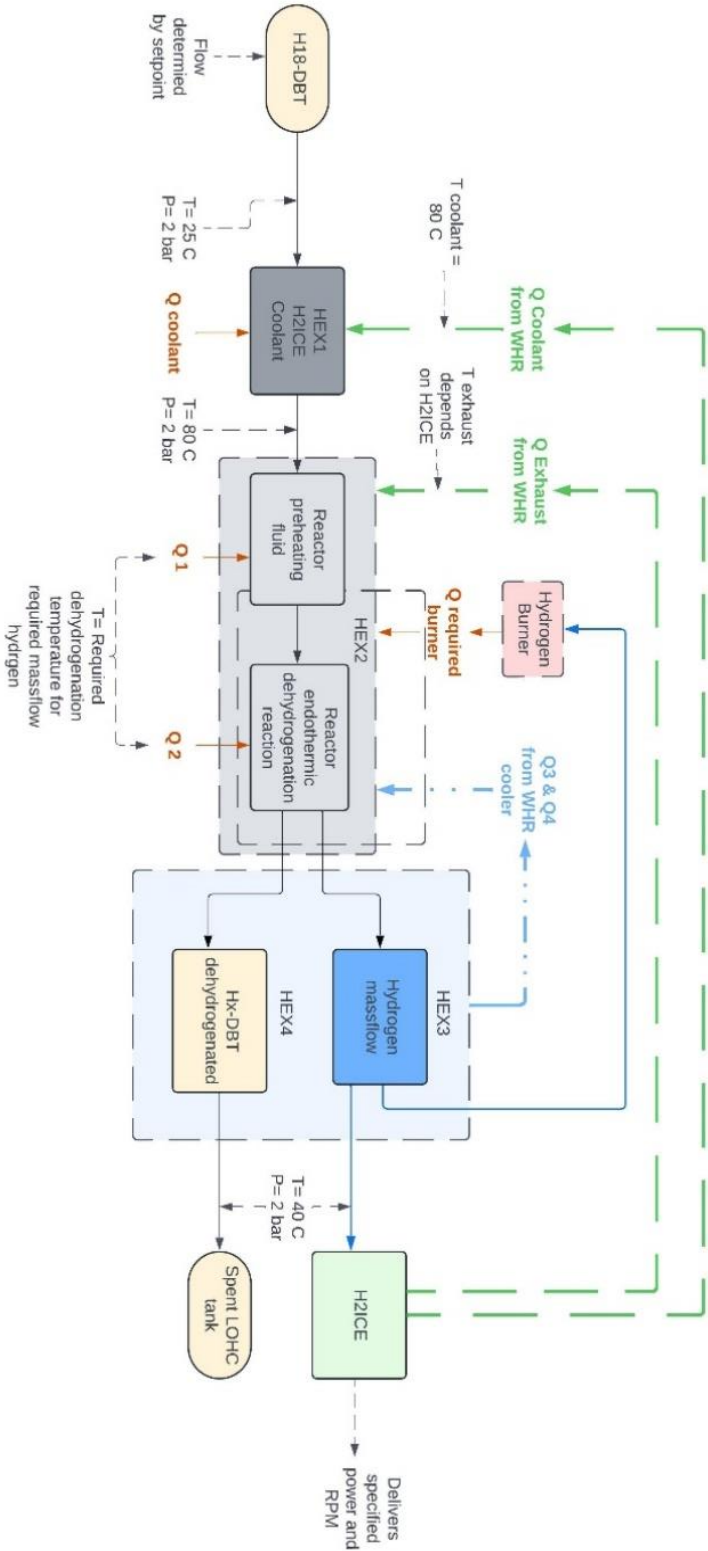 H18-DBT
Flow
determied
by setpoint
T= 25 C
P= 2 bar
T coolant =
80 C
Q Coolant
from WHR
HEX1
H2ICE
Coolant
Q coolant
T= 80 C
P= 2 bar
T exhaust
depends
on H2ICE
Q Exhaust
from WHR
Reactor
preheating
fluid
Q 1
HEX2
Hydrogen
Burner
Q required
burner
Reactor
endothermic
dehydrogenation
reaction
Q 2
T= Required
dehydrogenation
temperature for
required massflow
hydrgen
Q3 & Q4
from WHR
cooler
HEX3
Hydrogen
massflow
HEX4
Hx-DBT
dehydrogenated
T= 40 C
P= 2 bar
H2ICE
Spent LOHC
tank
Delivers
specified
power and
RPM